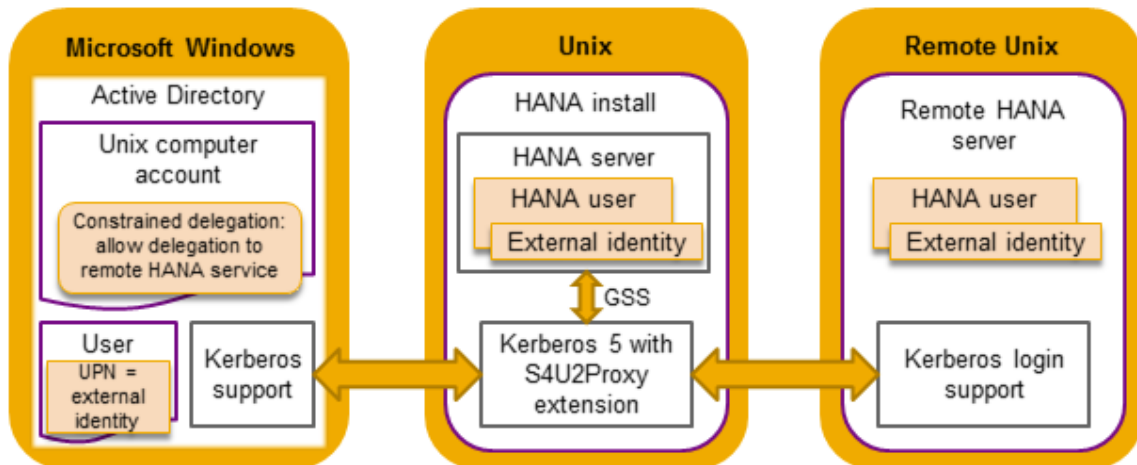 Microsoft Windows
Active Directory
Unix computer
account
Constrained delegation:
allow delegation to
remote HANA service
User
UPN =
external
identity
Kerberos
support
Unix
HANA install
HANA server
HANA user
External identity
GSS
Kerberos 5 with
S4U2Proxy
extension
Remote Unix
Remote HANA
server
HANA user
External identity
Kerberos login
support